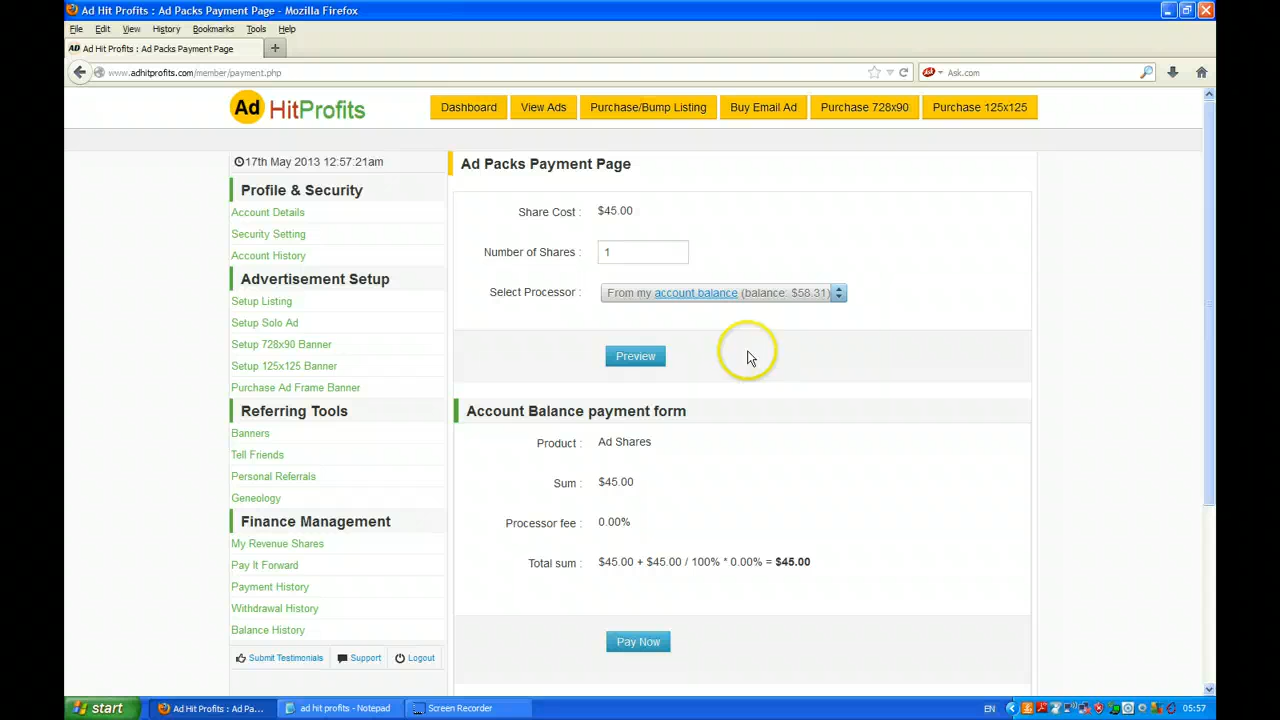 Ad Hit Profits : Ad Packs Payment Page - Mozilla Firefox
File Edit View History Bookmarks Tools Help
AD Ad Hit Profits : Ad Packs Payment Page +
www.adhitprofits.com/member/payment.php
Ask.com
Ad HitProfits
Dashboard View Ads Purchase/Bump Listing Buy Email Ad Purchase 728x90 Purchase 125x125
17th May 2013 12:57:21am
Profile & Security
Account Details
Security Setting
Account History
Advertisement Setup
Setup Listing
Setup Solo Ad
Setup 728x90 Banner
Setup 125x125 Banner
Purchase Ad Frame Banner
Referring Tools
Banners
Tell Friends
Personal Referrals
Geneology
Finance Management
My Revenue Shares
Pay It Forward
Payment History
Withdrawal History
Balance History
Submit Testimonials Support Logout
Ad Packs Payment Page
Share Cost : $45.00
Number of Shares : 1
Select Processor : From my account balance (balance: $58.31)
Preview
Account Balance payment form
Product : Ad Shares
Sum : $45.00
Processor fee : 0.00%
Total sum : $45.00 + $45.00 / 100% * 0.00% = $45.00
Pay Now
start Ad Hit Profits : Ad Pa... ad hit profits - Notepad Screen Recorder EN 05:57